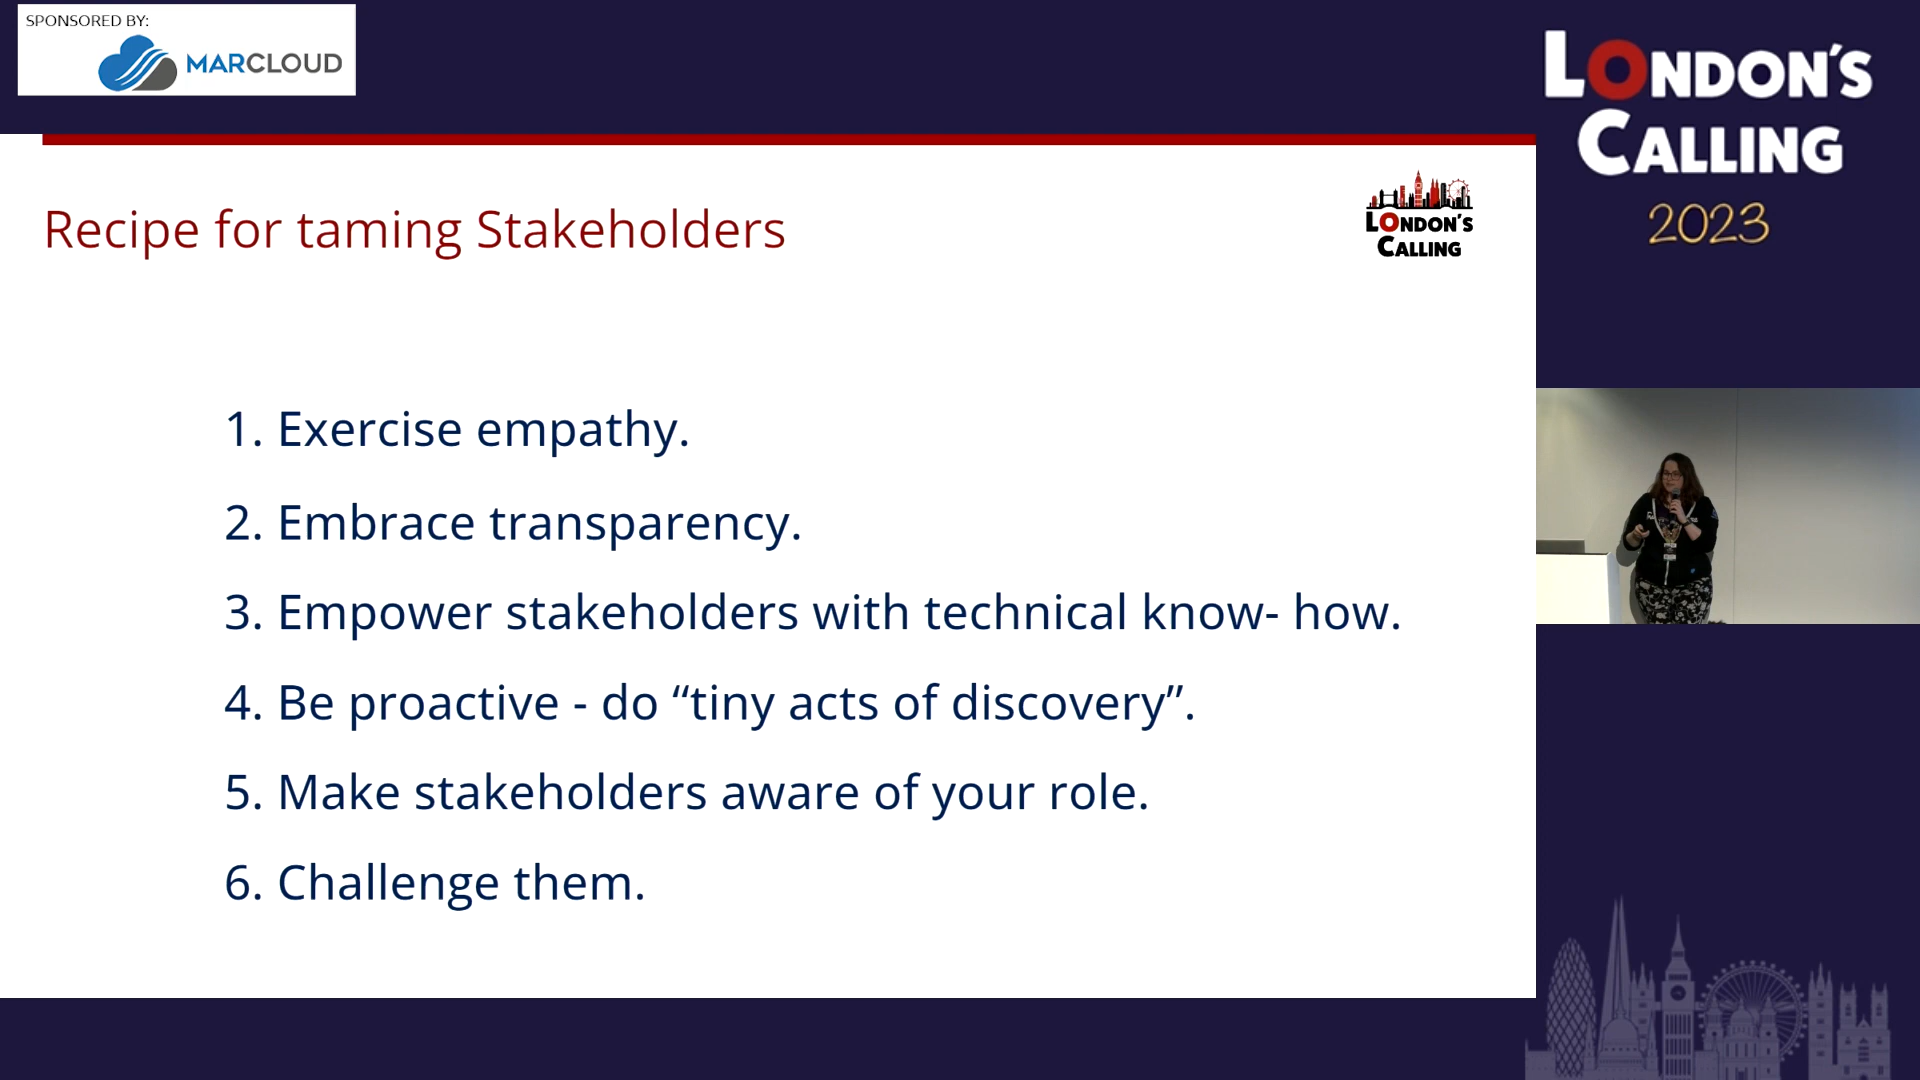 SPONSORED BY:
MARCLOUD
LONDON'S
CALLING
2023
Recipe for taming Stakeholders
LONDON'S
CALLING
1. Exercise empathy.
2. Embrace transparency.
3. Empower stakeholders with technical know- how.
4. Be proactive - do “tiny acts of discovery”.
5. Make stakeholders aware of your role.
6. Challenge them.